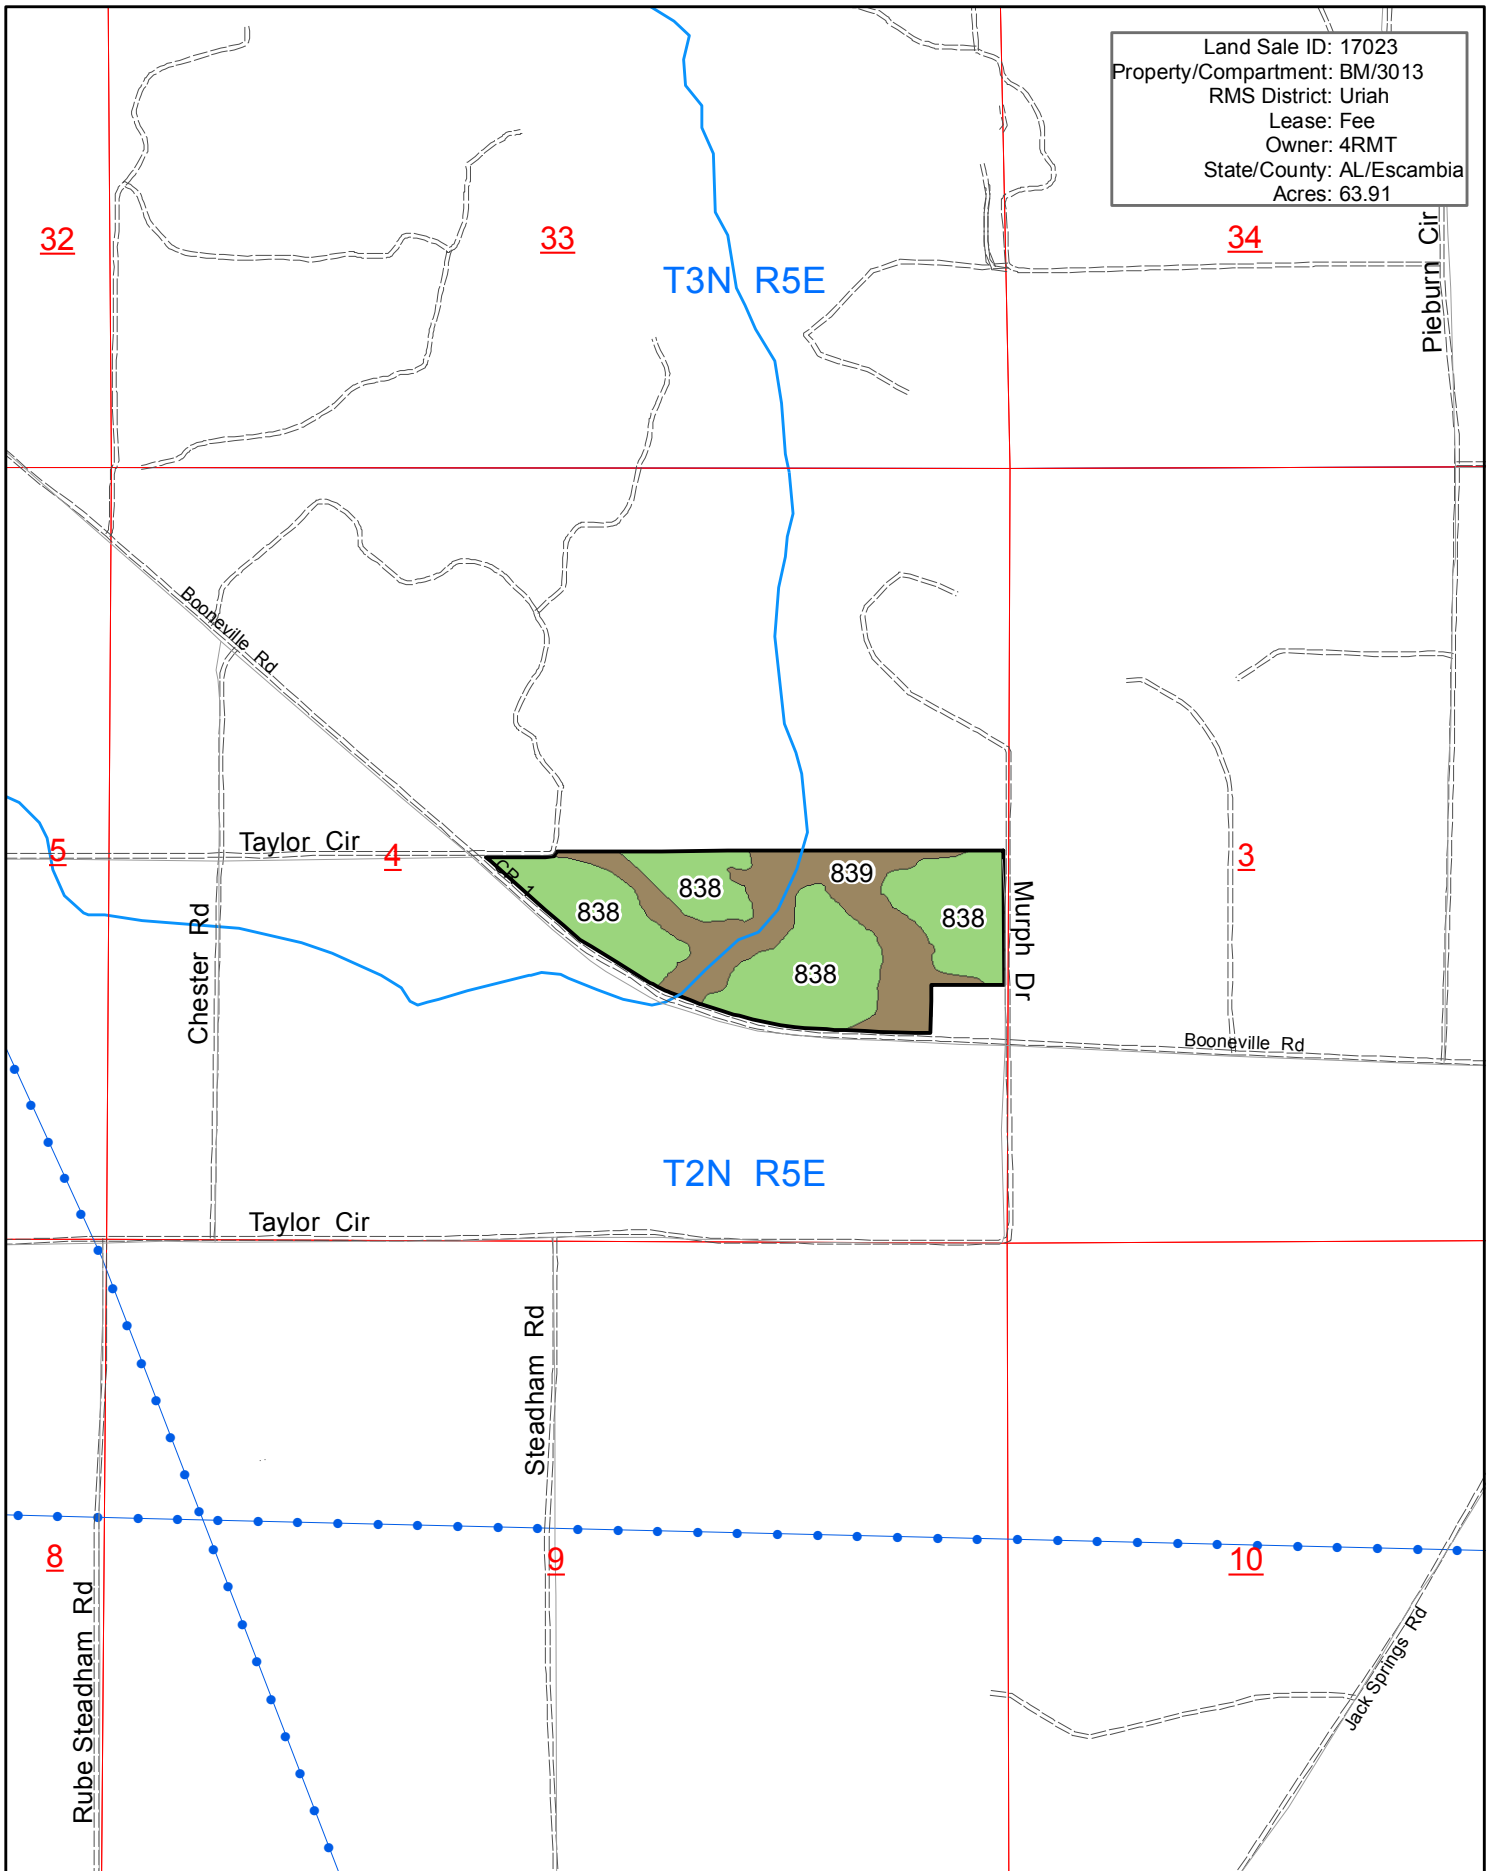 Land Sale ID: 17023
Property/Compartment: BM/3013
RMS District: Uriah
Lease: Fee
Owner: 4RMT
State/County: AL/Escambia
Acres: 63.91
32
33
34
T3N R5E
Pieburn Cir
Booneville Rd
5
Taylor Cir
4
CR 1
838
838
839
838
838
3
Murph Dr
Chester Rd
Booneville Rd
T2N R5E
Taylor Cir
Steadham Rd
8
9
10
Rube Steadham Rd
Jack Springs Rd